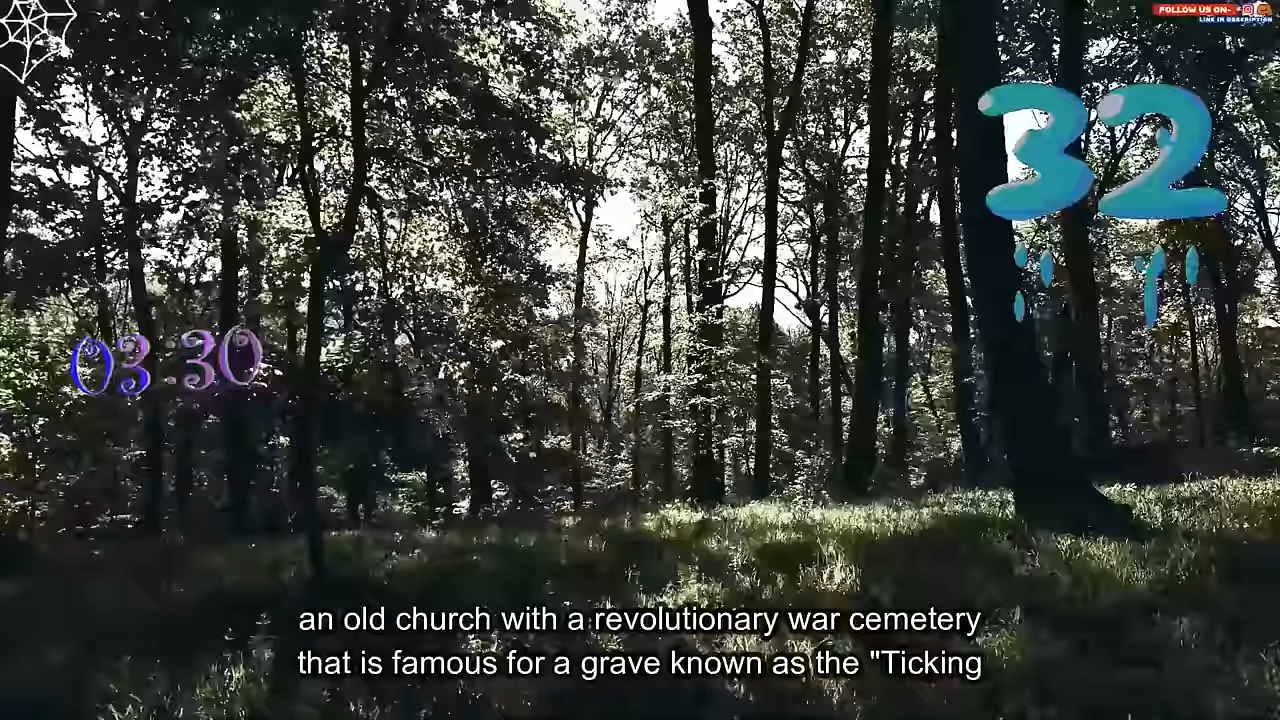 FOLLOW US ON-
LINK IN DESCRIPTION
32
03:30
an old church with a revolutionary war cemetery
that is famous for a grave known as the "Ticking